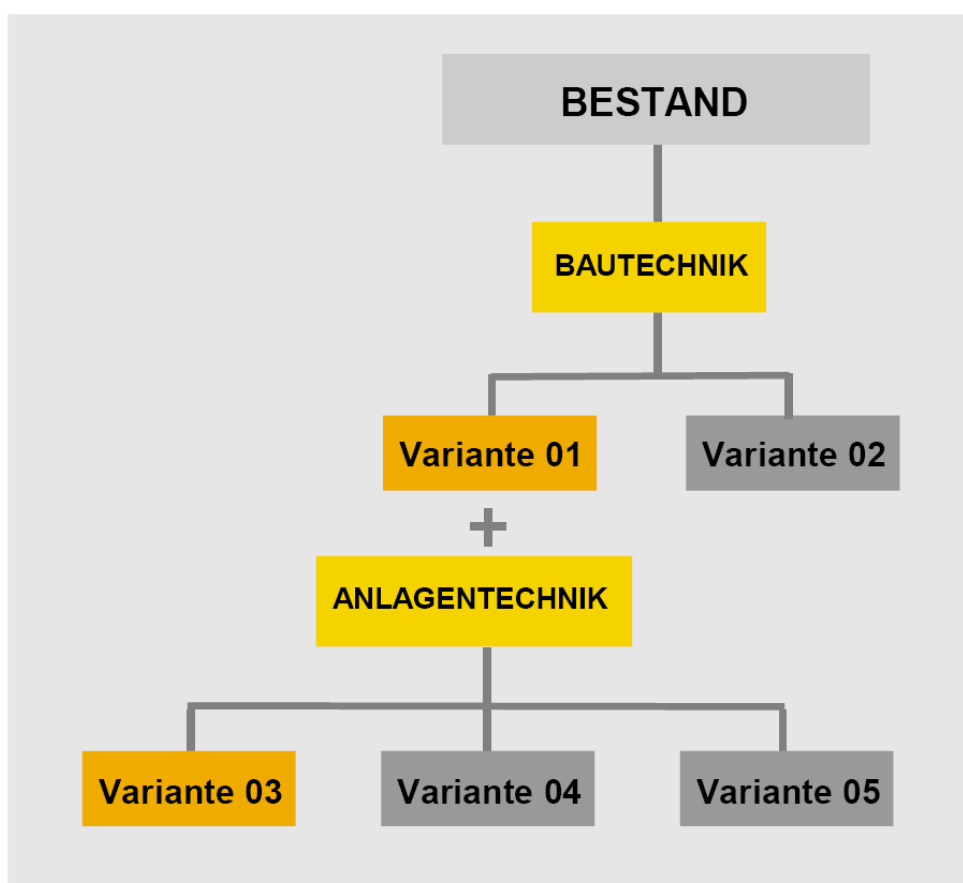 BESTAND
BAUTECHNIK
Variante 01
Variante 02
+
ANLAGENTECHNIK
Variante 03
Variante 04
Variante 05